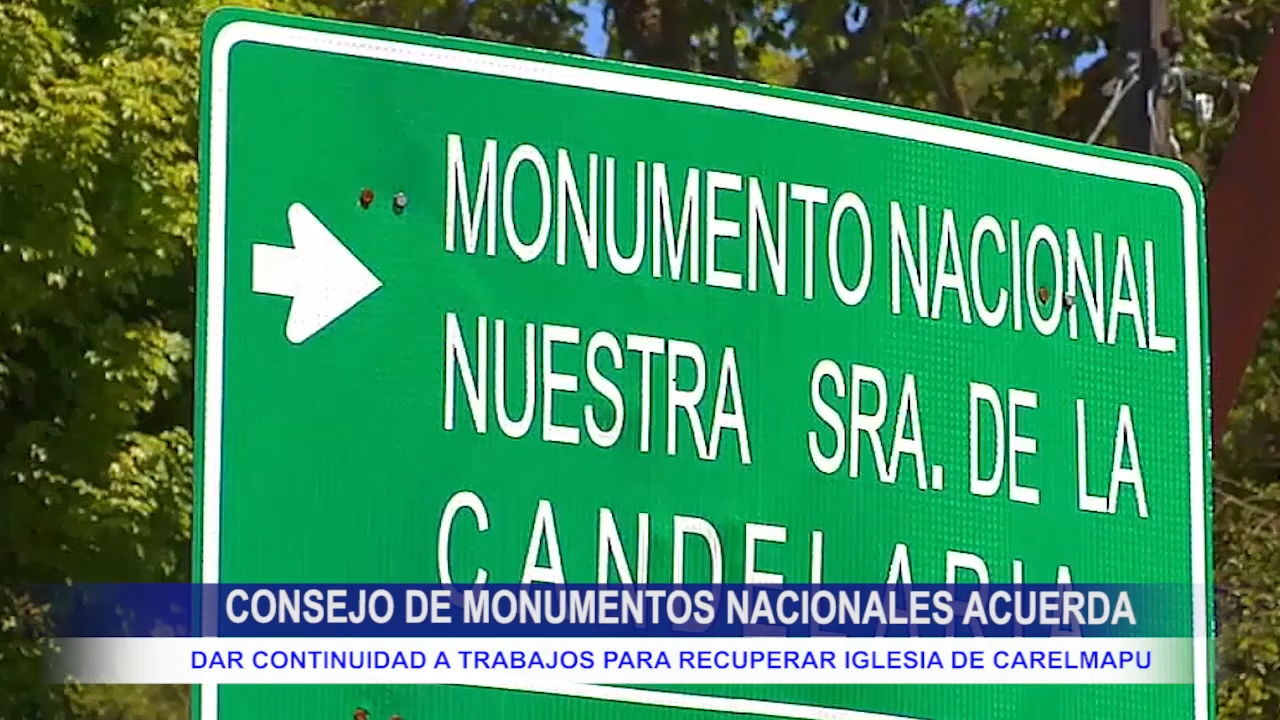 MONUMENTO NACIONAL
NUESTRA SRA. DE LA
CANDELARIA
CONSEJO DE MONUMENTOS NACIONALES ACUERDA
DAR CONTINUIDAD A TRABAJOS PARA RECUPERAR IGLESIA DE CARELMAPU